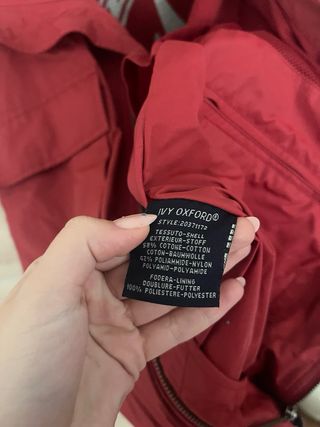 IVY OXFORD®
STYLE:20371172
TESSUTO-SHELL
EXTERIEUR-STOFF
58% COTONE-COTTON
COTON-BAUMWOLLE
42% POLIAMIDE-NYLON
POLYAMID-POLYAMIDE
FODERA-LINING
DOUBLURE-FUTTER
100% POLIESTERE-POLYESTER